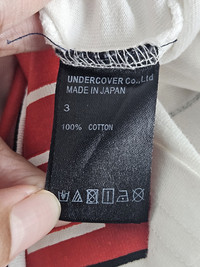 UNDERCOVER Co.,Ltd
MADE IN JAPAN
3
100% COTTON